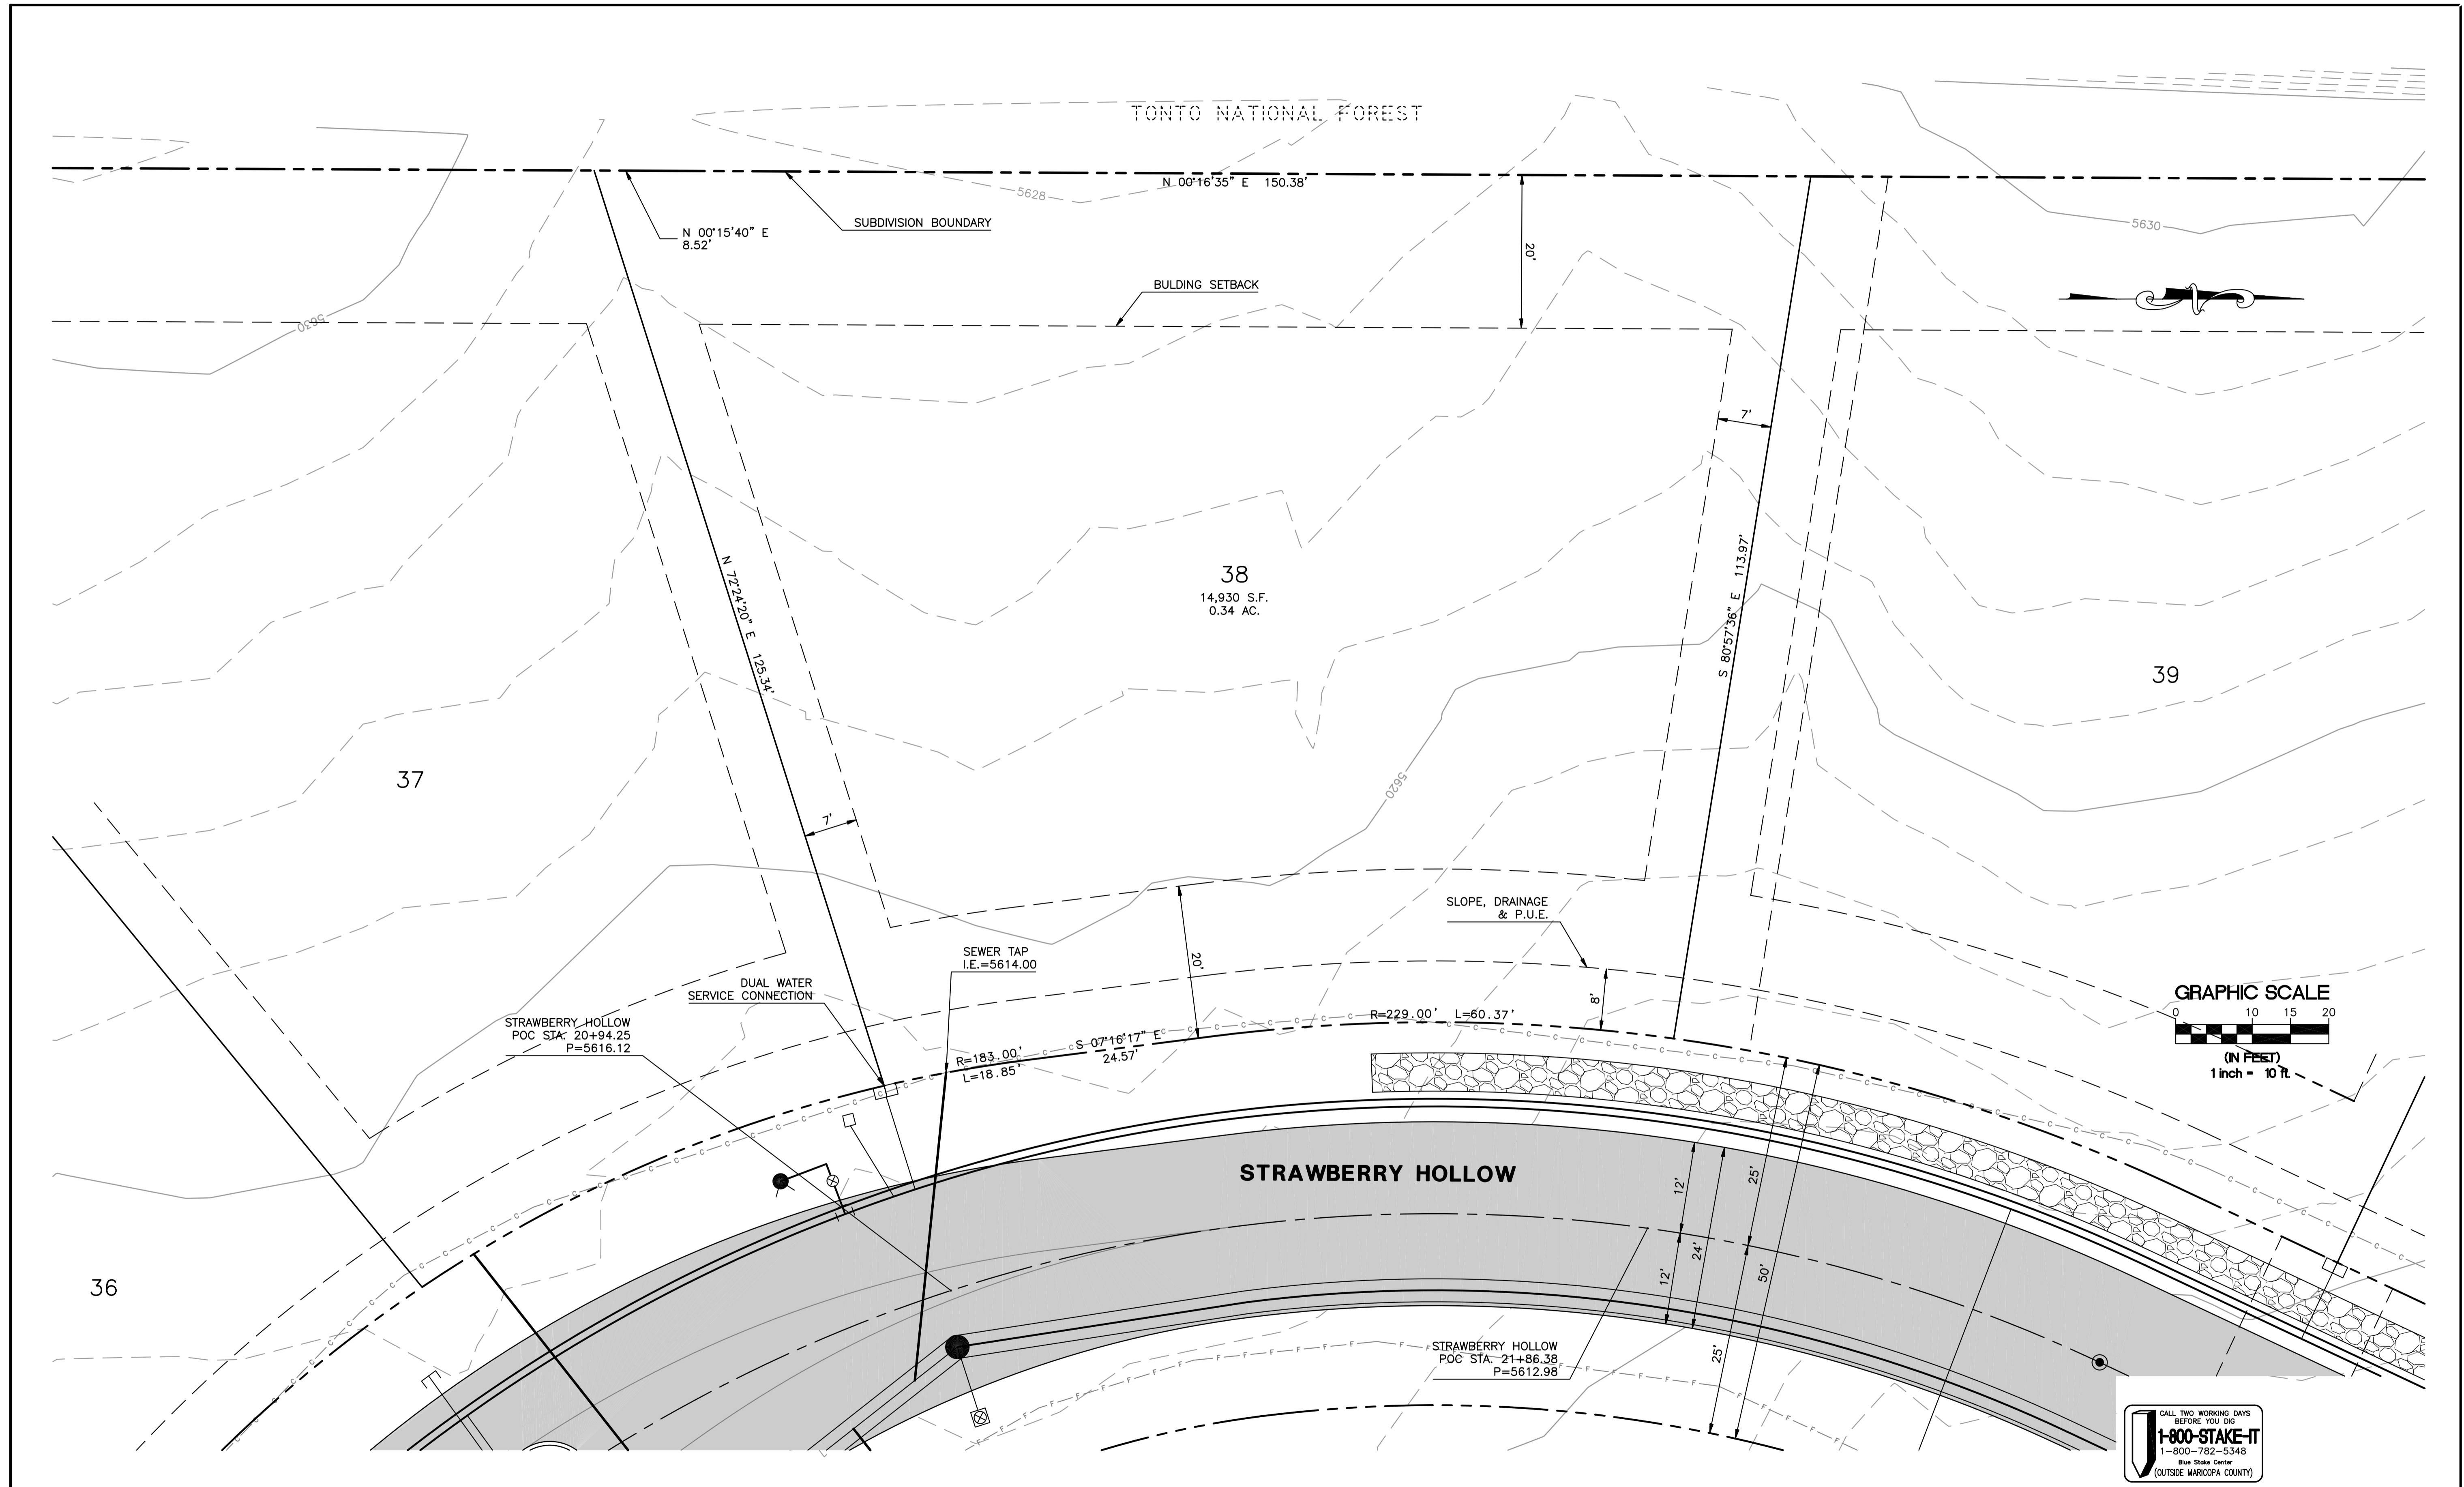 TONTO NATIONAL FOREST
N 00°16'35" E 150.38'
5628
N 00°15'40" E
8.52'
SUBDIVISION BOUNDARY
5630
20'
BULDING SETBACK
5630
7'
38
14,930 S.F.
0.34 AC.
N 72°24'20" E 125.34'
S 80°57'36" E 113.97'
39
37
5620
7'
SLOPE, DRAINAGE
& P.U.E.
SEWER TAP
I.E.=5614.00
20'
DUAL WATER
SERVICE CONNECTION
8'
GRAPHIC SCALE
0 10 15 20
(IN FEET)
1 inch = 10 ft.
STRAWBERRY HOLLOW
POC STA. 20+94.25
P=5616.12
R=229.00' L=60.37'
S 07°16'17" E
24.57'
R=183.00'
L=18.85'
STRAWBERRY HOLLOW
12'
25'
24'
12'
50'
25'
36
STRAWBERRY HOLLOW
POC STA. 21+86.38
P=5612.98
CALL TWO WORKING DAYS
BEFORE YOU DIG
1-800-STAKE-IT
1-800-782-5348
Blue Stake Center
(OUTSIDE MARICOPA COUNTY)